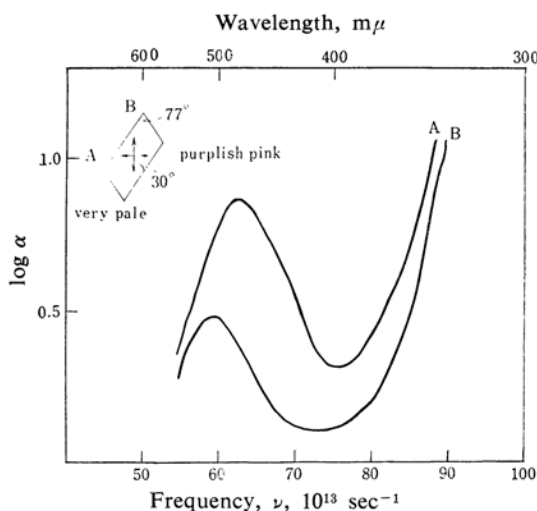 Wavelength, mμ
600 500 400 300
B
77°
A
A B
1.0
purplish pink
30°
very pale
log α
0.5
50 60 70 80 90 100
Frequency, ν, 10¹³ sec⁻¹